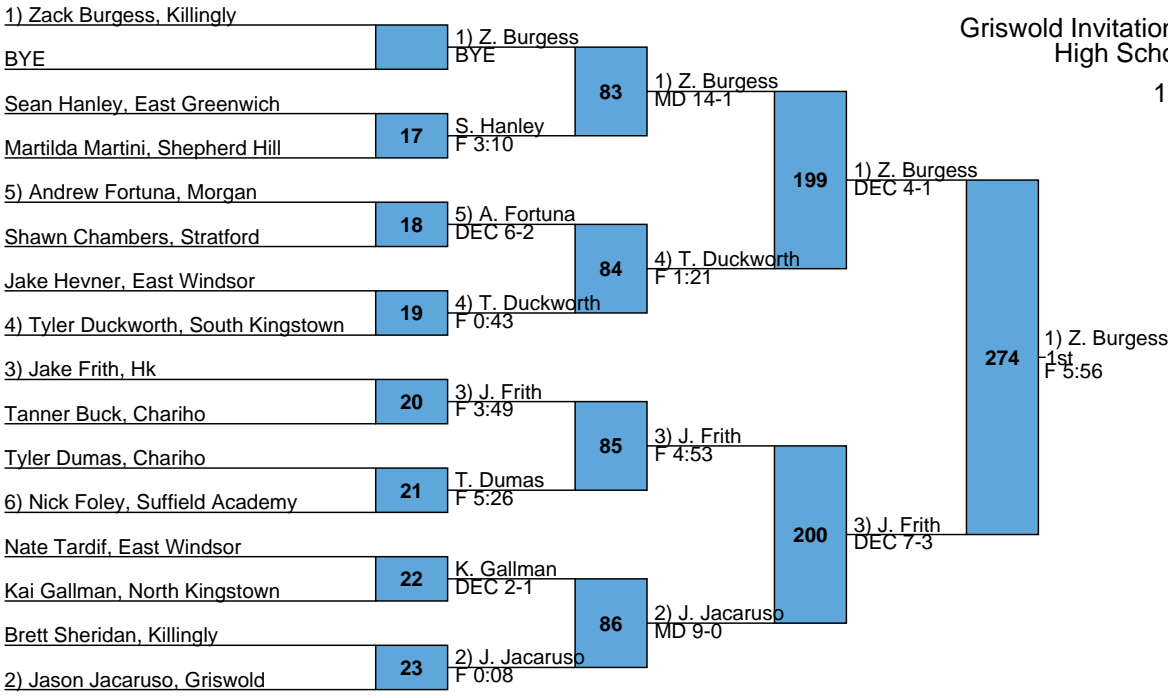 1) Zack Burgess, Killingly
BYE
Sean Hanley, East Greenwich
Martilda Martini, Shepherd Hill
5) Andrew Fortuna, Morgan
Shawn Chambers, Stratford
Jake Hevner, East Windsor
4) Tyler Duckworth, South Kingstown
3) Jake Frith, Hk
Tanner Buck, Chariho
Tyler Dumas, Chariho
6) Nick Foley, Suffield Academy
Nate Tardif, East Windsor
Kai Gallman, North Kingstown
Brett Sheridan, Killingly
2) Jason Jacaruso, Griswold
17
18
19
20
21
22
23
1) Z. Burgess
BYE
S. Hanley
F 3:10
5) A. Fortuna
DEC 6-2
4) T. Duckworth
F 0:43
3) J. Frith
F 3:49
T. Dumas
F 5:26
K. Gallman
DEC 2-1
2) J. Jacaruso
F 0:08
83
84
85
86
1) Z. Burgess
MD 14-1
4) T. Duckworth
F 1:21
3) J. Frith
F 4:53
2) J. Jacaruso
MD 9-0
199
200
1) Z. Burgess
DEC 4-1
3) J. Frith
DEC 7-3
274
1) Z. Burgess
1st
F 5:56
Griswold Invitation
High Scho
1